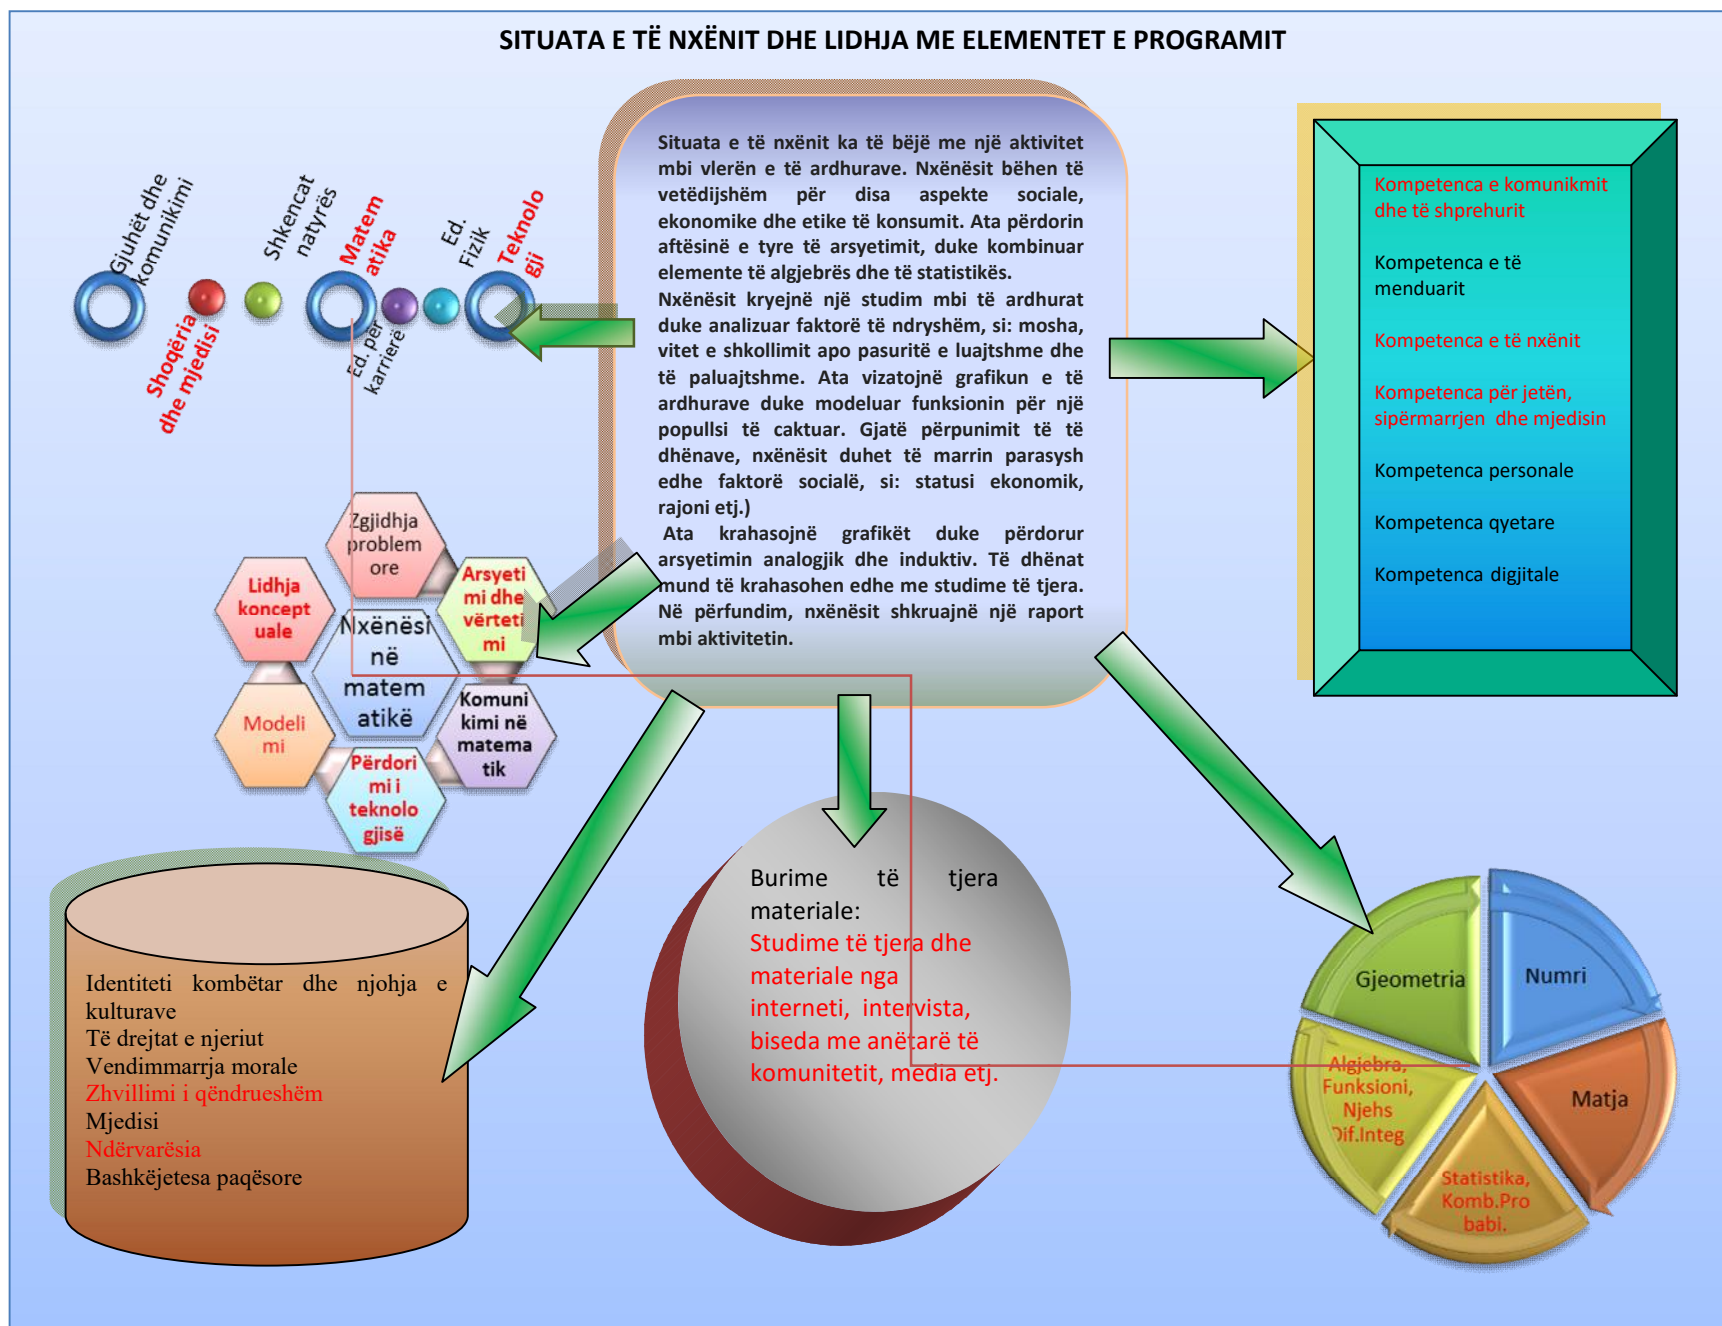 SITUATA E TË NXËNIT DHE LIDHJA ME ELEMENTET E PROGRAMIT
Gjuhët dhe
komunikimi
Shoqëria
dhe mjedisi
Shkencat
natyrës
Matem
atika
Ed. për
karrierë
Ed.
Fizik
Teknolo
gji
Situata e të nxënit ka të bëjë me një aktivitet
mbi vlerën e të ardhurave. Nxënësit bëhen të
vetëdijshëm për disa aspekte sociale,
ekonomike dhe etike të konsumit. Ata përdorin
aftësinë e tyre të arsyetimit, duke kombinuar
elemente të algjebrës dhe të statistikës.
Nxënësit kryejnë një studim mbi të ardhurat
duke analizuar faktorë të ndryshëm, si: mosha,
vitet e shkollimit apo pasuritë e luajtshme dhe
të paluajtshme. Ata vizatojnë grafikun e të
ardhurave duke modeluar funksionin për një
popullsi të caktuar. Gjatë përpunimit të të
dhënave, nxënësit duhet të marrin parasysh
edhe faktorë socialë, si: statusi ekonomik,
rajoni etj.)
Ata krahasojnë grafikët duke përdorur
arsyetimin analogjik dhe induktiv. Të dhënat
mund të krahasohen edhe me studime të tjera.
Në përfundim, nxënësit shkruajnë një raport
mbi aktivitetin.
Kompetenca e komunikmit
dhe të shprehurit
Kompetenca e të
menduarit
Kompetenca e të nxënit
Kompetenca për jetën,
sipërmarrjen dhe mjedisin
Kompetenca personale
Kompetenca qyetare
Kompetenca digjitale
Zgjidhja
problem
ore
Arsyeti
mi dhe
vërteti
mi
Lidhja
koncept
uale
Nxënësi
në
matem
atikë
Komuni
kimi në
matema
tik
Modeli
mi
Përdori
mi i
teknolo
gjisë
Identiteti kombëtar dhe njohja e
kulturave
Të drejtat e njeriut
Vendimmarrja morale
Zhvillimi i qëndrueshëm
Mjedisi
Ndërvarësia
Bashkëjetesa paqësore
Burime të tjera
materiale:
Studime të tjera dhe
materiale nga
interneti, intervista,
biseda me anëtarë të
komunitetit, media etj.
Gjeometria
Numri
Matja
Algjebra,
Funksioni,
Njehs
Dif.Integ
Statistika,
Komb.Pro
babi.